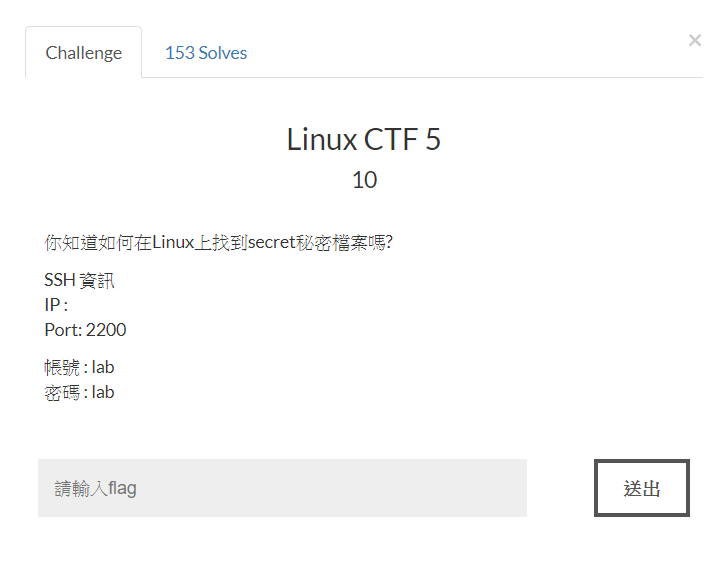 Challenge
153 Solves
×
Linux CTF 5
10
你知道如何在Linux上找到secret秘密檔案嗎?
SSH 資訊
IP :
Port: 2200
帳號 : lab
密碼 : lab
請輸入flag
送出